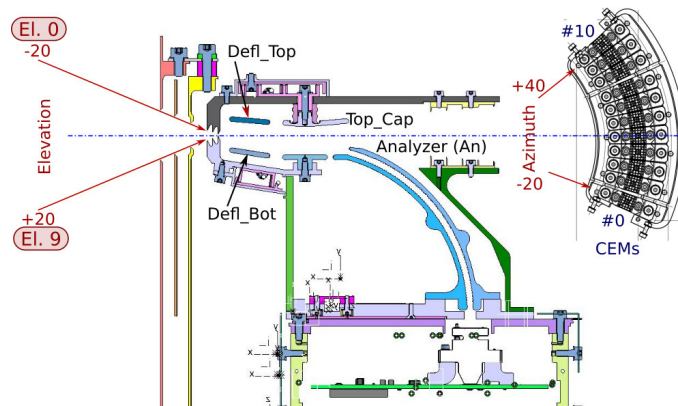 El. 0
-20
Defl_Top
#10
+40
Top_Cap
Elevation
Analyzer (An)
Azimuth
-20
+20
El. 9
Defl_Bot
#0
CEMs
y
x
y
x
x
z